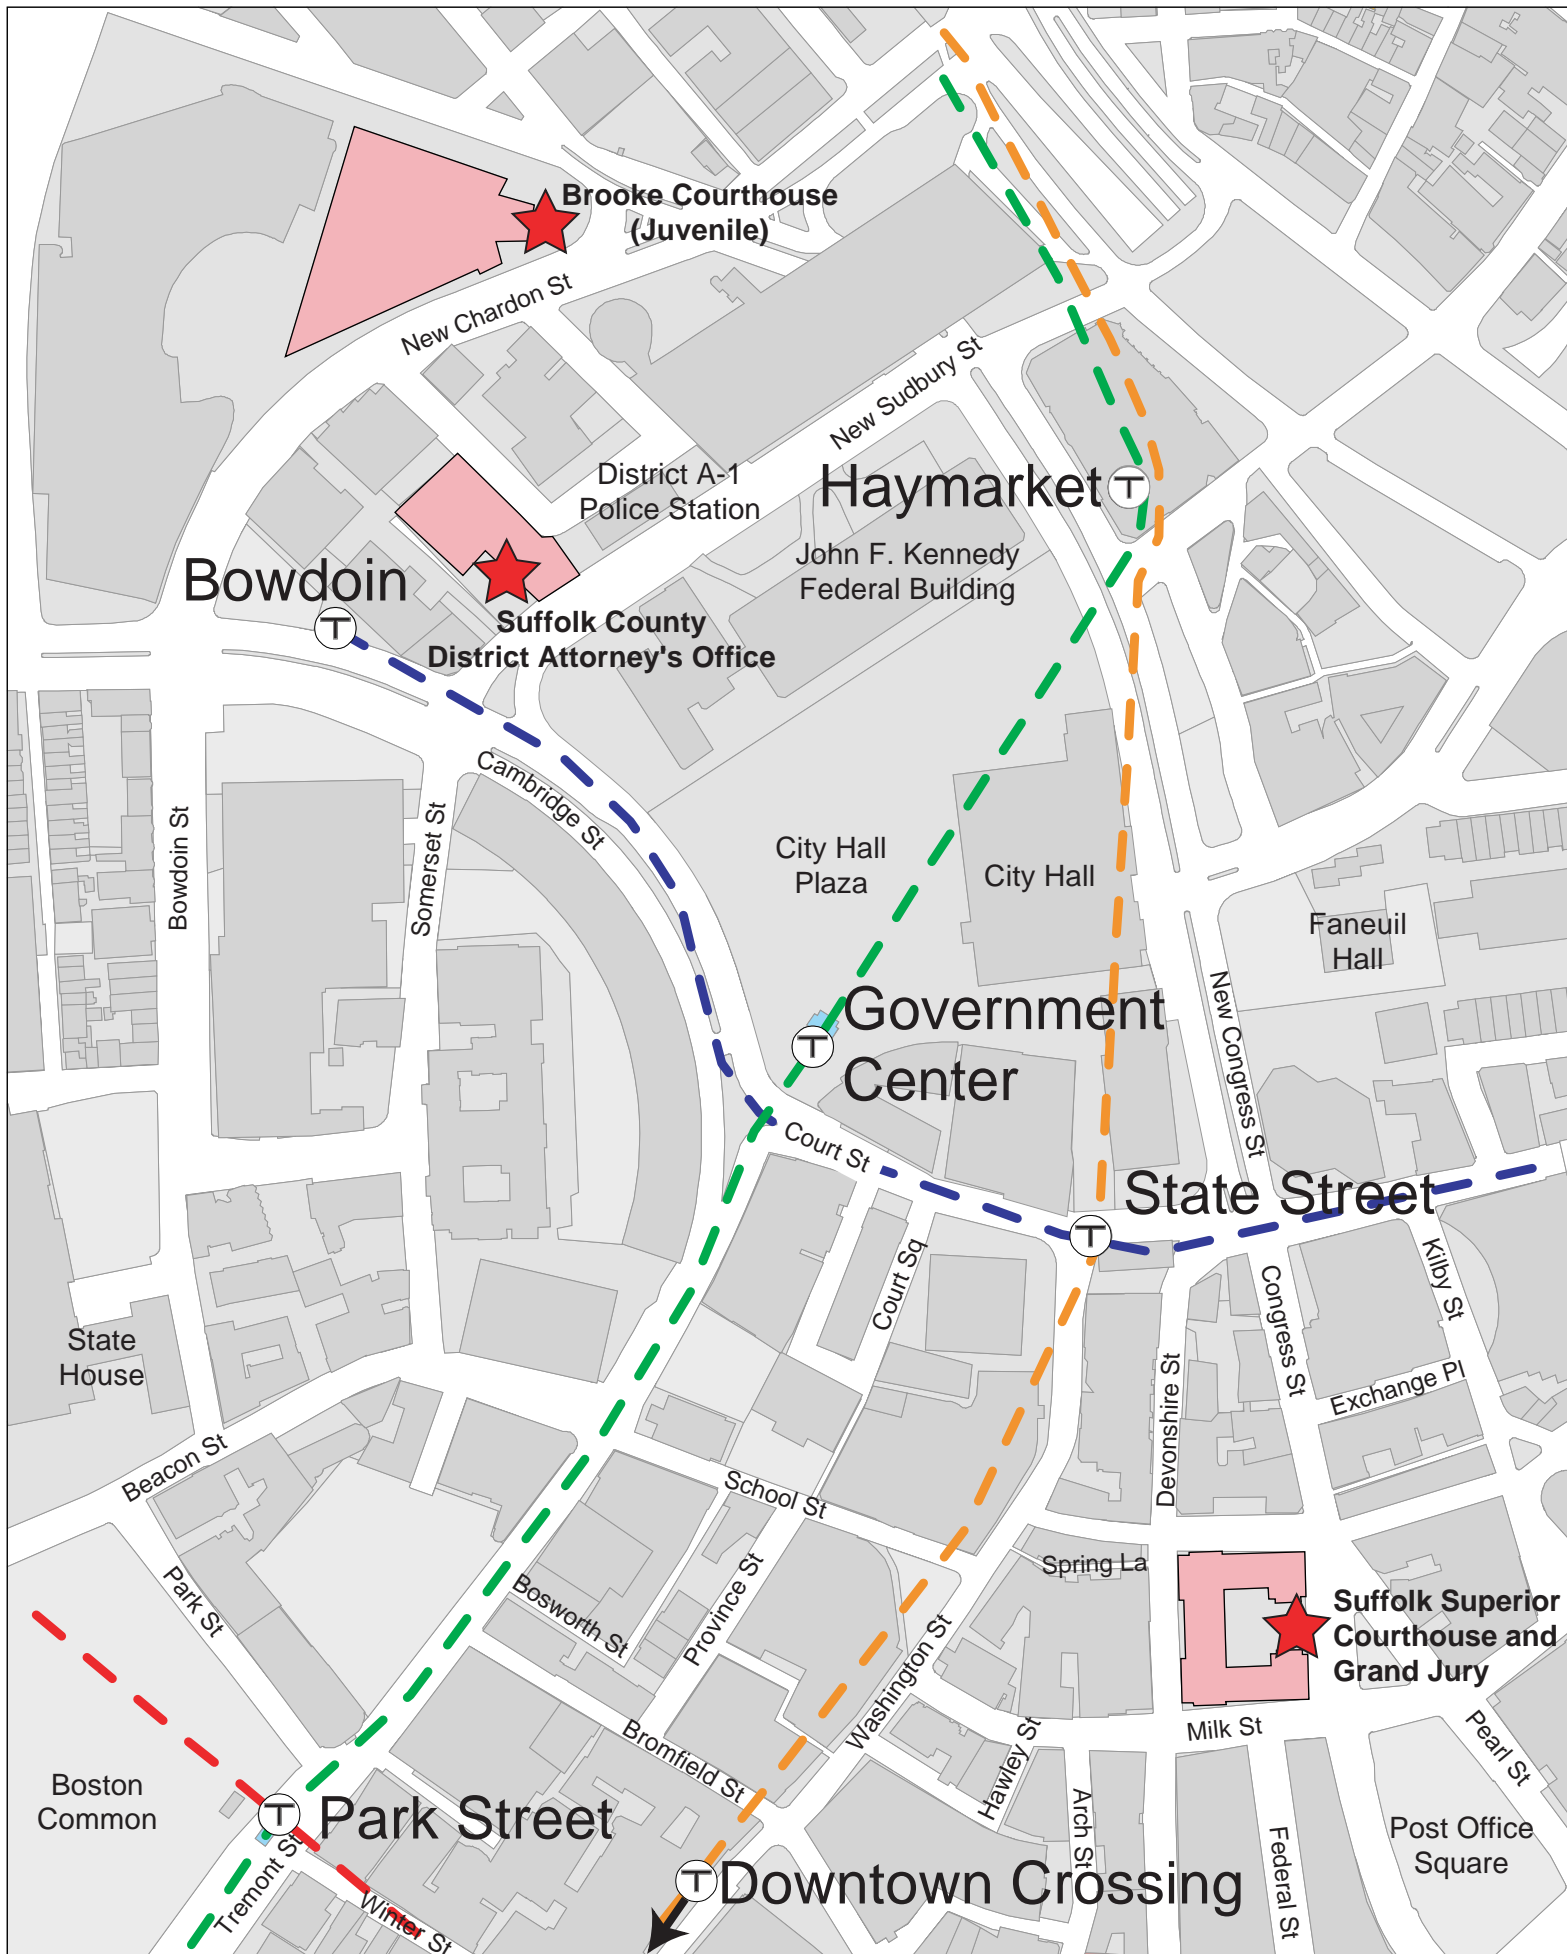 Brooke Courthouse
(Juvenile)
New Chardon St
New Sudbury St
District A-1
Police Station
Haymarket
T
John F. Kennedy
Federal Building
Bowdoin
T
Suffolk County
District Attorney's Office
Cambridge St
Bowdoin St
Somerset St
City Hall
Plaza
City Hall
Faneuil
Hall
Government
Center
T
New Congress St
Court St
State Street
T
Court Sq
Kilby St
Congress St
State
House
Devonshire St
Exchange Pl
Beacon St
School St
Spring La
Park St
Bosworth St
Province St
Suffolk Superior
Courthouse and
Grand Jury
Washington St
Milk St
Pearl St
Bromfield St
Hawley St
Boston
Common
T
Park Street
Arch St
Federal St
Post Office
Square
Tremont St
Winter St
T
Downtown Crossing